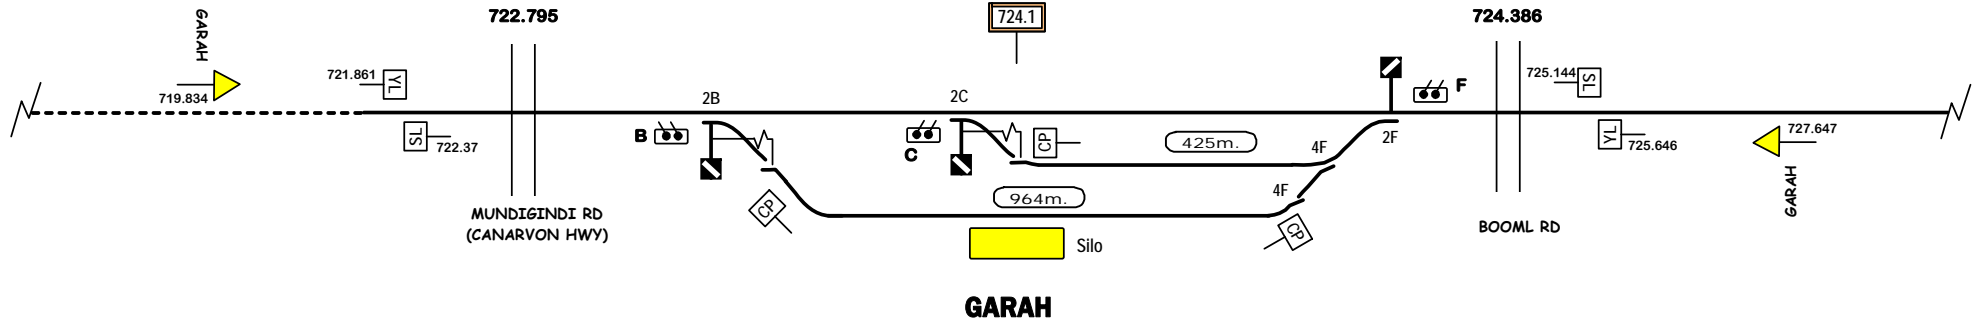 GARAH
719.834
721.861
YL
SL
722.37
722.795
MUNDIGINDI RD
(CANARVON HWY)
B
2B
CP
724.1
2C
C
CP
425m.
964m.
Silo
4F
4F
CP
2F
F
724.386
BOOML RD
725.144
SL
YL
725.646
727.647
GARAH
GARAH